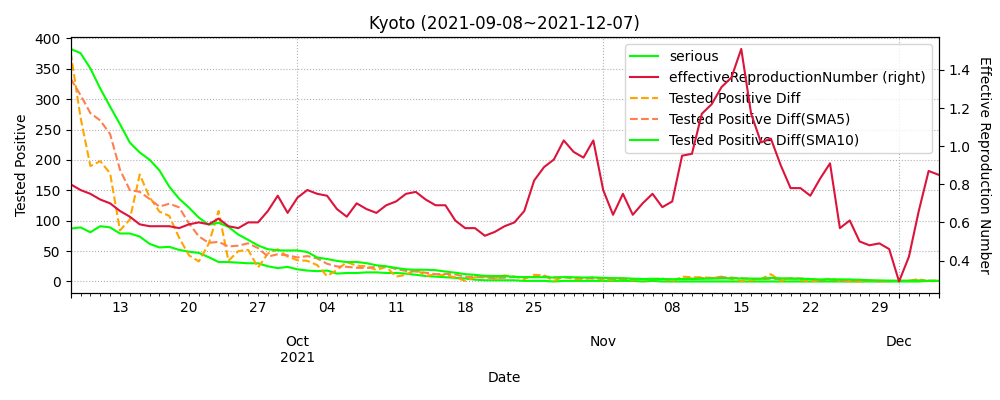 Kyoto (2021-09-08~2021-12-07)
400
350
300
250
200
150
100
50
0
Tested Positive
serious
effectiveReproductionNumber (right)
Tested Positive Diff
Tested Positive Diff(SMA5)
Tested Positive Diff(SMA10)
1.4
1.2
1.0
0.8
0.6
0.4
Effective Reproduction Number
13 20 27 04 11 18 25 08 15 22 29
Oct Nov Dec
2021
Date